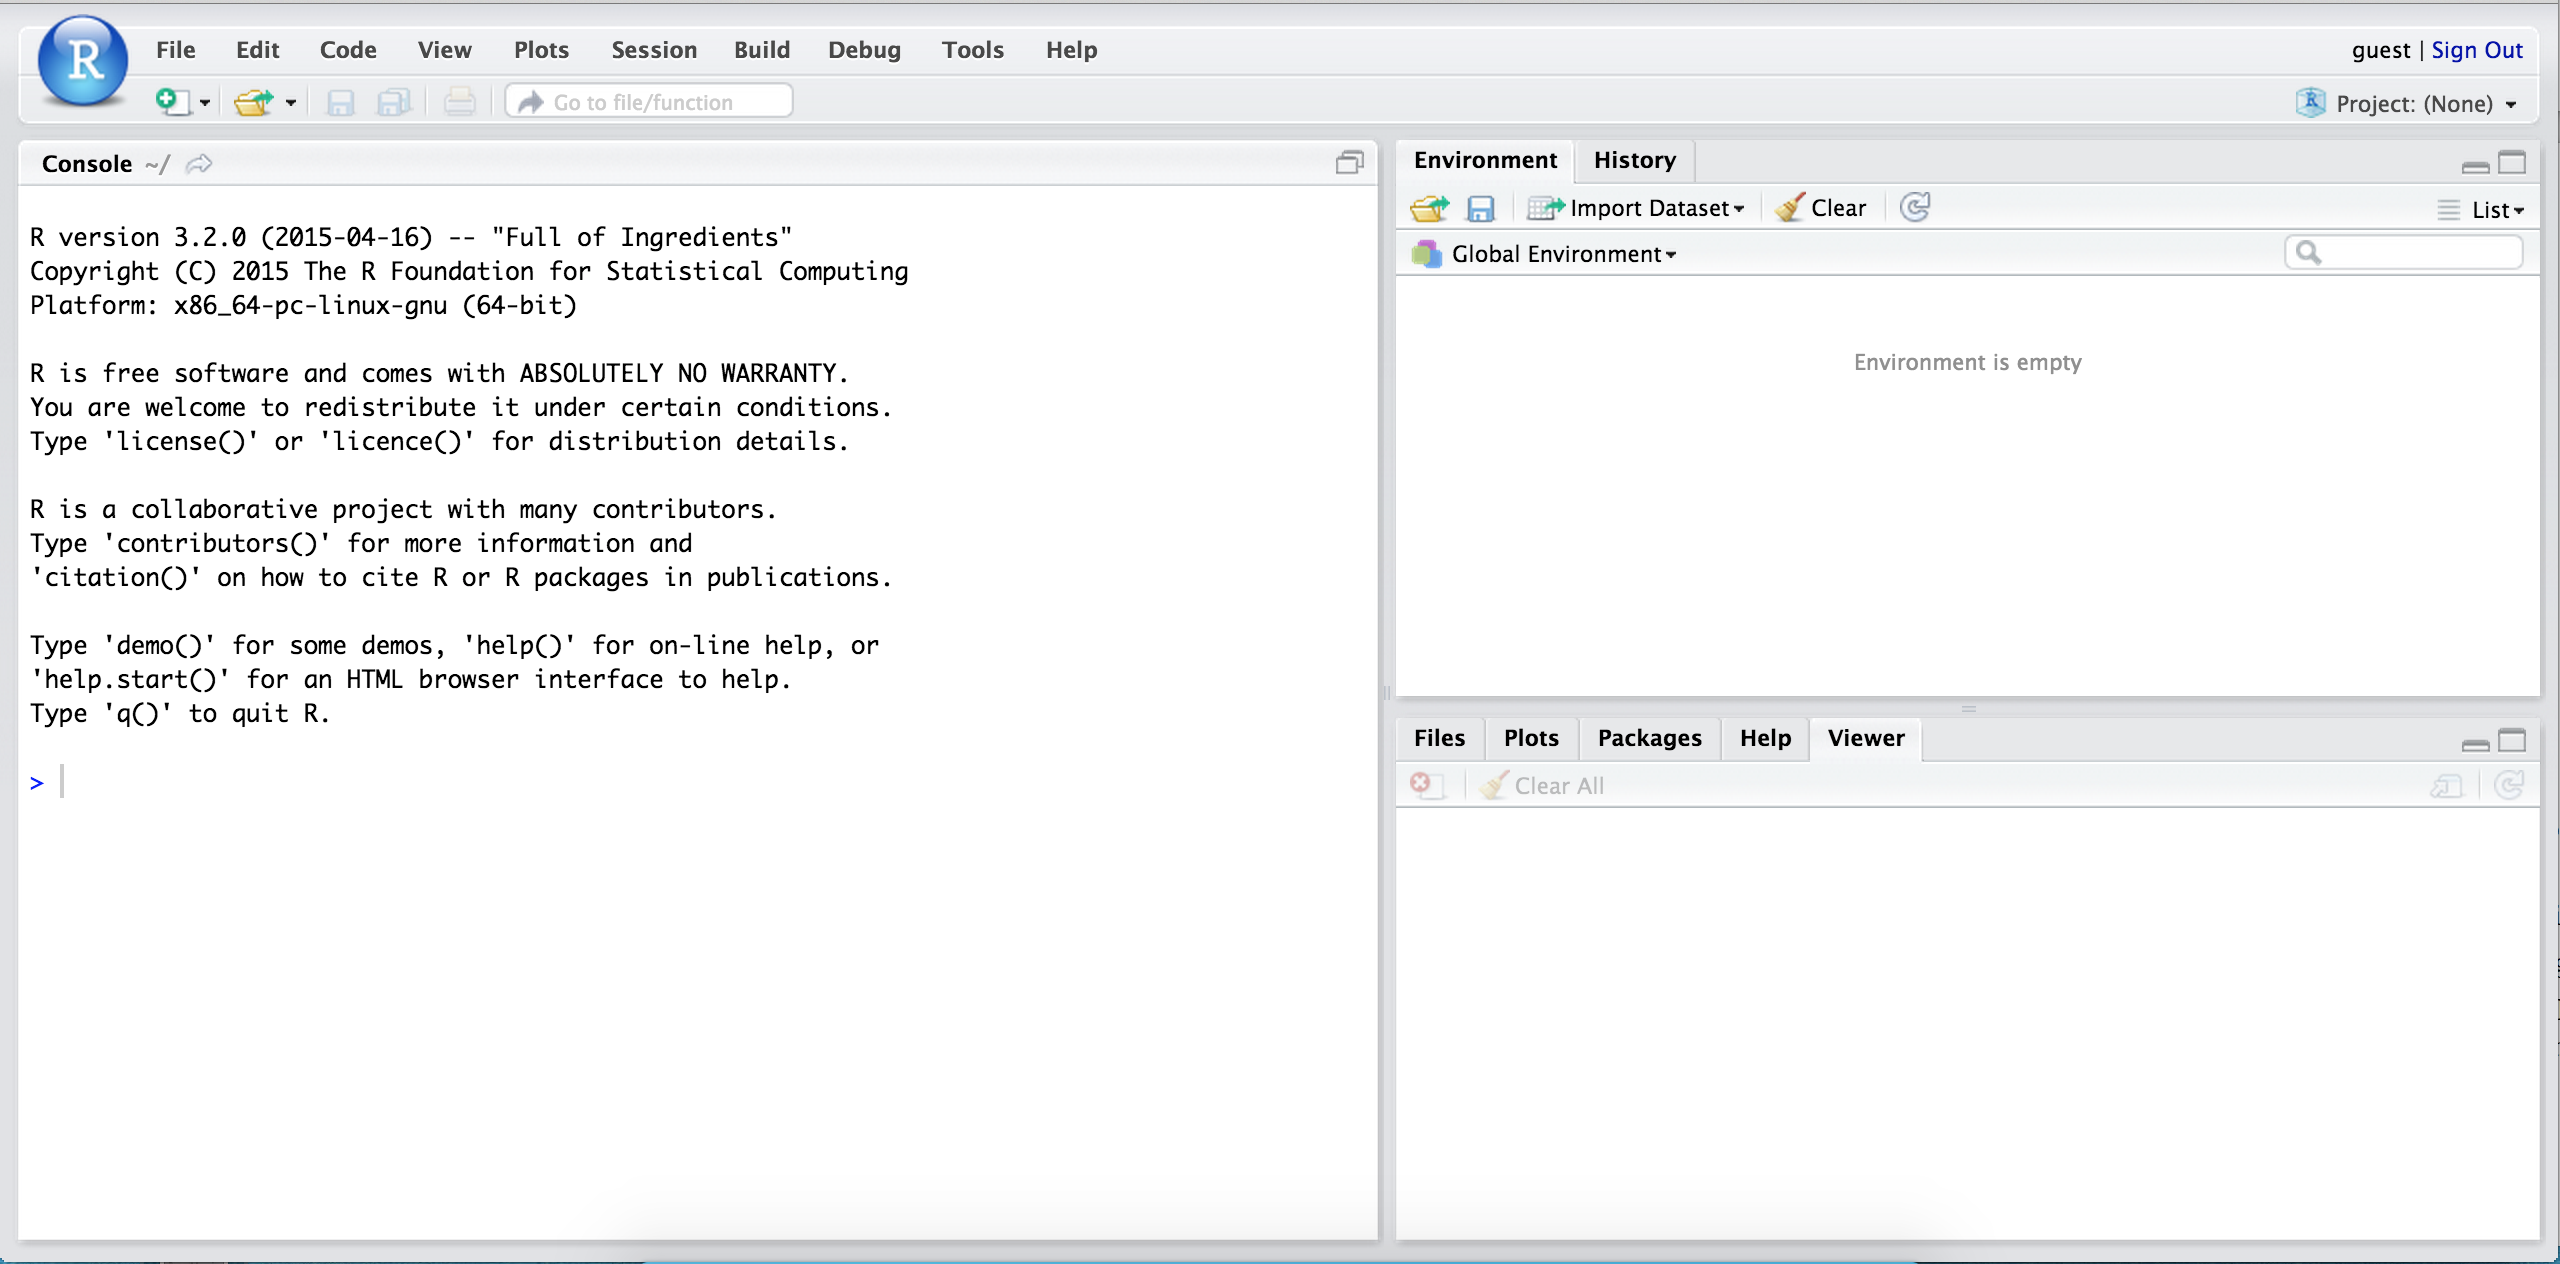 R File Edit Code View Plots Session Build Debug Tools Help guest | Sign Out
Go to file/function Project: (None)
Console ~/
R version 3.2.0 (2015-04-16) -- "Full of Ingredients"
Copyright (C) 2015 The R Foundation for Statistical Computing
Platform: x86_64-pc-linux-gnu (64-bit)
R is free software and comes with ABSOLUTELY NO WARRANTY.
You are welcome to redistribute it under certain conditions.
Type 'license()' or 'licence()' for distribution details.
R is a collaborative project with many contributors.
Type 'contributors()' for more information and
'citation()' on how to cite R or R packages in publications.
Type 'demo()' for some demos, 'help()' for on-line help, or
'help.start()' for an HTML browser interface to help.
Type 'q()' to quit R.
>
Environment History
Import Dataset Clear List
Global Environment
Environment is empty
Files Plots Packages Help Viewer
Clear All